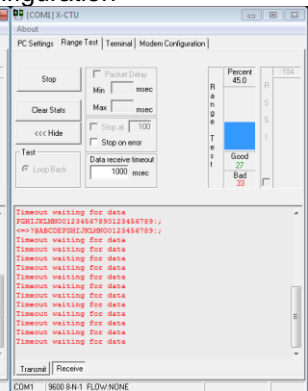 [COM1] X-CTU
About
PC Settings Range Test Terminal Modem Configuration
Stop
Clear Stats
<<< Hide
Test
Loop Back
Packet Delay
Min msec
Max msec
Stop at 100
Stop on error
Data receive timeout
1000 msec
Range Test
Percent
45.0
Good
27
Bad
33
-104
R
S
S
I
Timeout waiting for data
FGHIJKLMNO0123456789012345 6789:;
<=>?@ABCDEFGHIJKLMNO0123456789:;
Timeout waiting for data
Timeout waiting for data
Timeout waiting for data
Timeout waiting for data
Timeout waiting for data
Timeout waiting for data
Timeout waiting for data
Timeout waiting for data
Timeout waiting for data
Timeout waiting for data
Timeout waiting for data
Timeout waiting for data
Transmit Receive
COM1 9600 8-N-1 FLOW:NONE